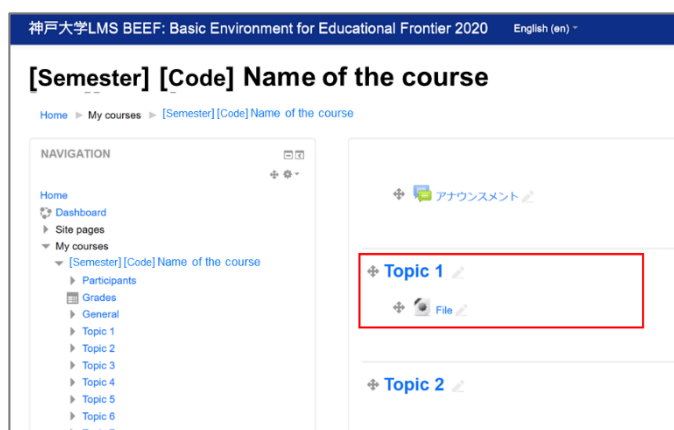 神戸大学LMS BEEF: Basic Environment for Educational Frontier 2020 English (en)
[Semester] [Code] Name of the course
Home My courses [Semester] [Code] Name of the course
NAVIGATION
Home
Dashboard
Site pages
My courses
[Semester] [Code] Name of the course
Participants
Grades
General
Topic 1
Topic 2
Topic 3
Topic 4
Topic 5
Topic 6
アナウンスメント
Topic 1
File
Topic 2